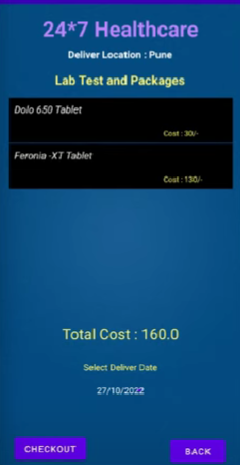 24*7 Healthcare
Deliver Location : Pune
Lab Test and Packages
Dolo 650 Tablet
Cost : 30/-
Feronia -XT Tablet
Cost : 130/-
Total Cost : 160.0
Select Deliver Date
27/10/2022
CHECKOUT
BACK